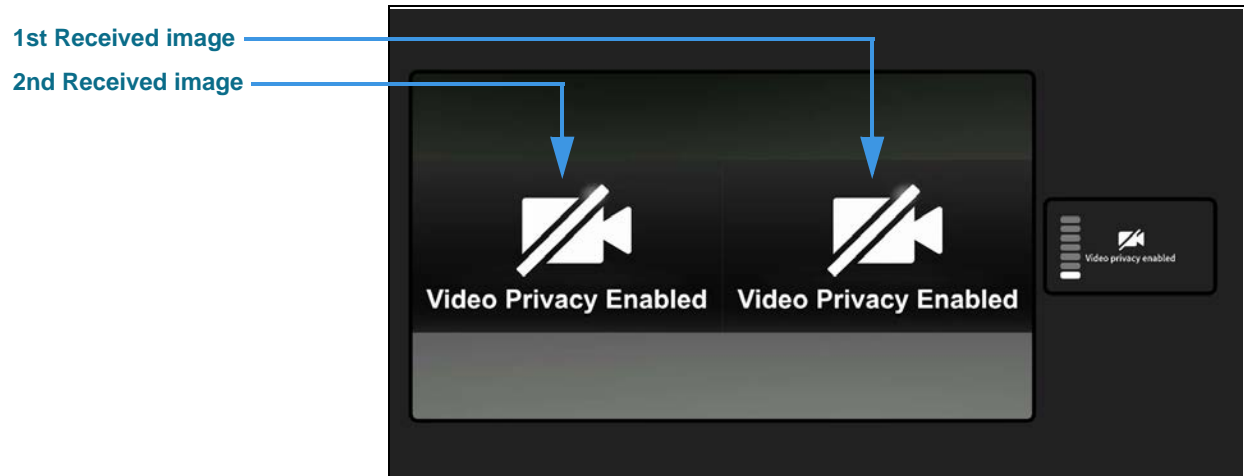 1st Received image
2nd Received image
Video Privacy Enabled
Video Privacy Enabled
Video privacy enabled